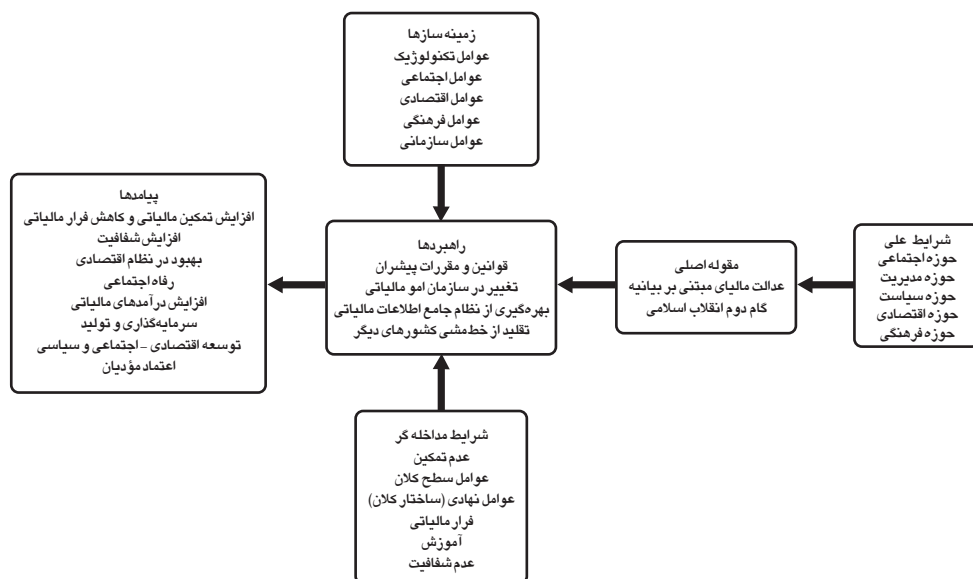 زمینه سازها
عوامل تکنولوژیک
عوامل اجتماعی
عوامل اقتصادی
عوامل فرهنگی
عوامل سازمانی
شرایط علی
حوزه اجتماعی
حوزه مدیریت
حوزه سیاست
حوزه اقتصادی
حوزه فرهنگی
مقوله اصلی
عدالت مالیای مبتنی بر بیانیه
گام دوم انقلاب اسلامی
راهبردها
قوانین و مقررات پیشران
تغییر در سازمان امو مالیاتی
بهره‌گیری از نظام جامع اطلاعات مالیاتی
تقلید از خط‌مشی کشورهای دیگر
پیامدها
افزایش تمکین مالیاتی و کاهش فرار مالیاتی
افزایش شفافیت
بهبود در نظام اقتصادی
رفاه اجتماعی
افزایش درآمدهای مالیاتی
سرمایه‌گذاری و تولید
توسعه اقتصادی – اجتماعی و سیاسی
اعتماد مؤدیان
شرایط مداخله گر
عدم تمکین
عوامل سطح کلان
عوامل نهادی (ساختار کلان)
فرار مالیاتی
آموزش
عدم شفافیت